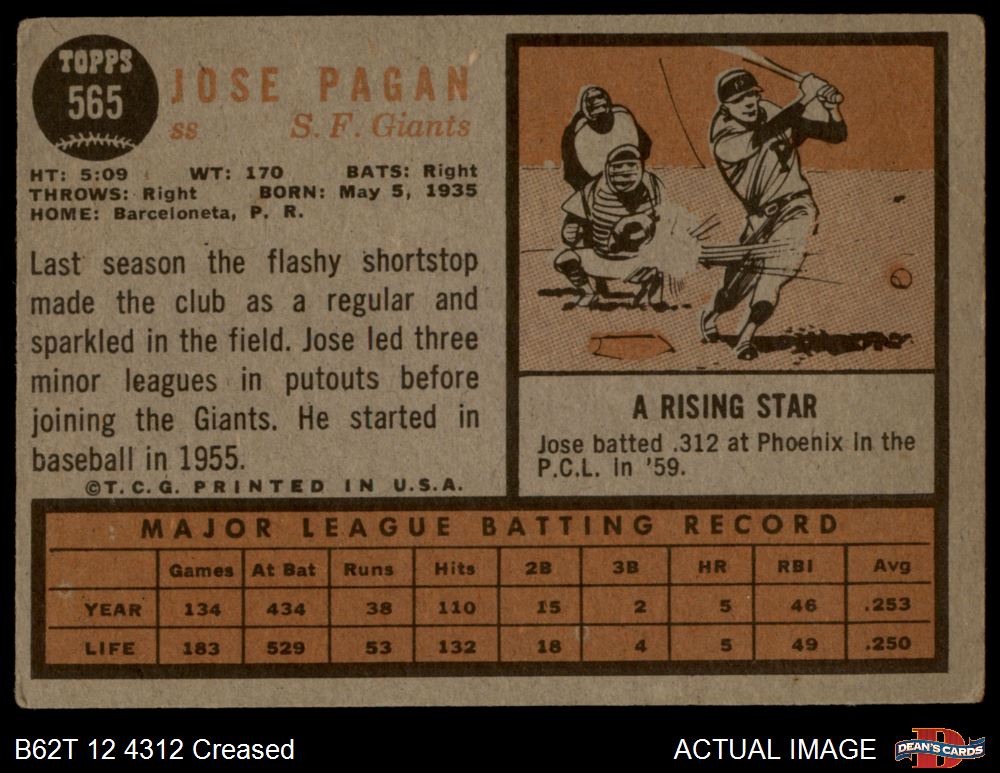 TOPPS
565
JOSE PAGAN
ss S. F. Giants
HT: 5:09 WT: 170 BATS: Right
THROWS: Right BORN: May 5, 1935
HOME: Barceloneta, P. R.
Last season the flashy shortstop
made the club as a regular and
sparkled in the field. Jose led three
minor leagues in putouts before
joining the Giants. He started in
baseball in 1955.
©T.C.G. PRINTED IN U.S.A.
A RISING STAR
Jose batted .312 at Phoenix in the
P.C.L. in '59.
MAJOR LEAGUE BATTING RECORD
Games At Bat Runs Hits 2B 3B HR RBI Avg
YEAR 134 434 38 110 15 2 5 46 .253
LIFE 183 529 53 132 18 4 5 49 .250
B62T 12 4312 Creased
ACTUAL IMAGE
D
DEAN'S CARDS